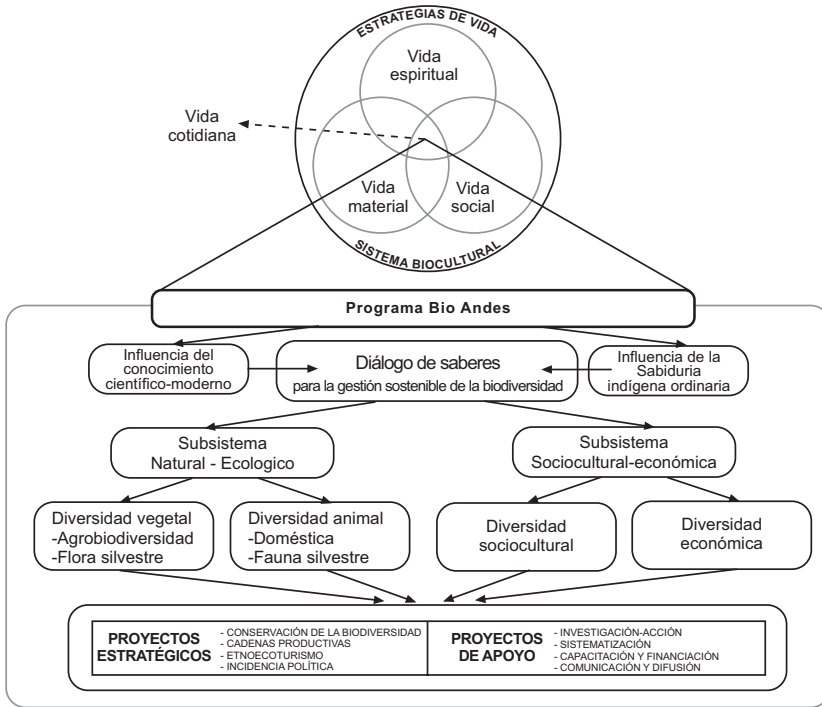 ESTRATEGIAS DE VIDA
Vida
espiritual
Vida
cotidiana
Vida
material
Vida
social
SISTEMA BIOCULTURAL
Programa Bio Andes
Influencia del
conocimiento
científico-moderno
Diálogo de saberes
para la gestión sostenible de la biodiversidad
Influencia de la
Sabiduria
indígena ordinaria
Subsistema
Natural - Ecologico
Subsistema
Sociocultural-económica
Diversidad vegetal
-Agrobiodiversidad
-Flora silvestre
Diversidad animal
-Doméstica
-Fauna silvestre
Diversidad
sociocultural
Diversidad
económica
PROYECTOS
ESTRATÉGICOS
- CONSERVACIÓN DE LA BIODIVERSIDAD
- CADENAS PRODUCTIVAS
- ETNOECOTURISMO
- INCIDENCIA POLÍTICA
PROYECTOS
DE APOYO
- INVESTIGACIÓN-ACCIÓN
- SISTEMATIZACIÓN
- CAPACITACIÓN Y FINANCIACIÓN
- COMUNICACIÓN Y DIFUSIÓN